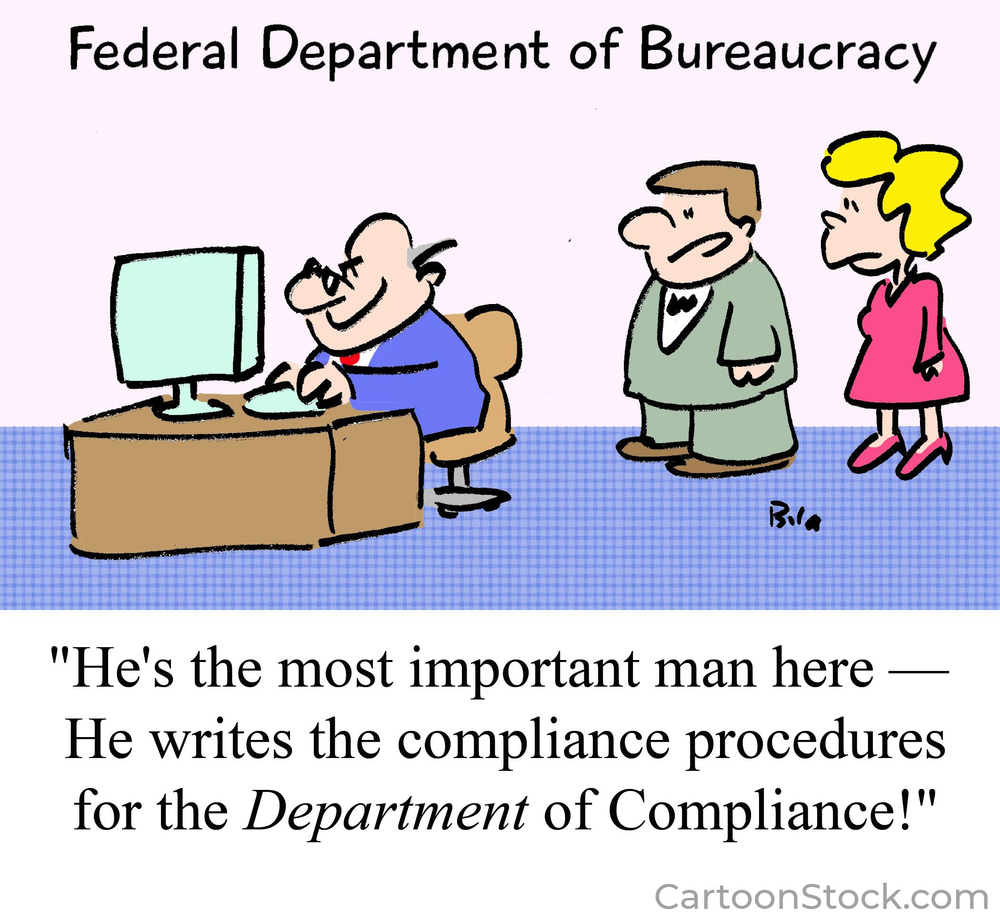 Federal Department of Bureaucracy
Bila
"He's the most important man here —
He writes the compliance procedures
for the Department of Compliance!"
CartoonStock.com